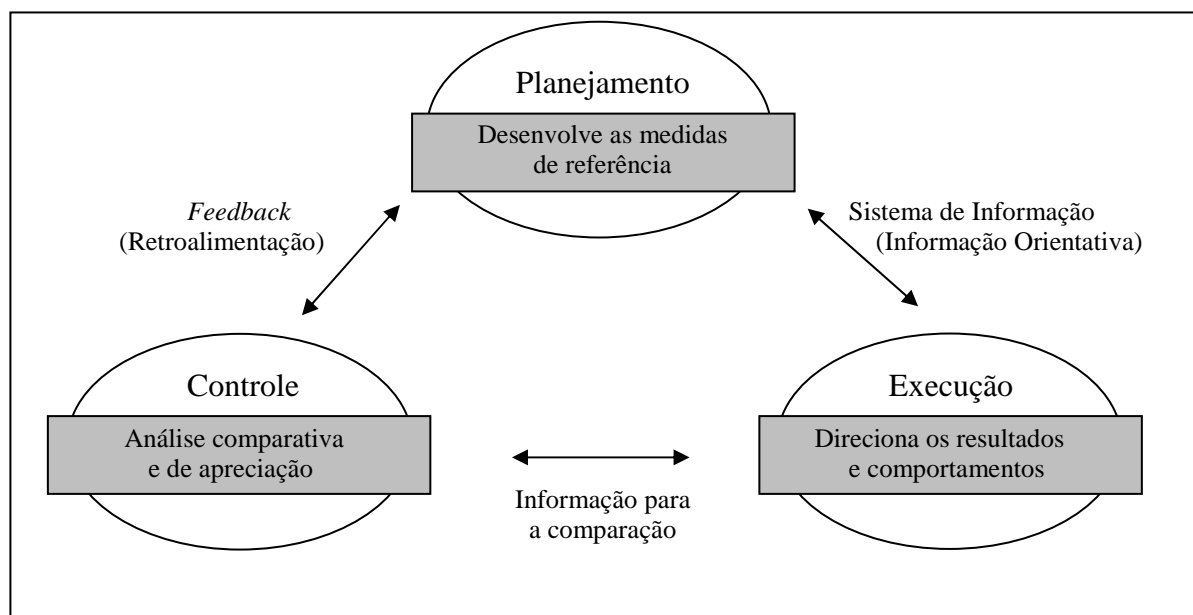 Planejamento
Desenvolve as medidas
de referência
Feedback
(Retroalimentação)
Sistema de Informação
(Informação Orientativa)
Controle
Análise comparativa
e de apreciação
Execução
Direciona os resultados
e comportamentos
Informação para
a comparação